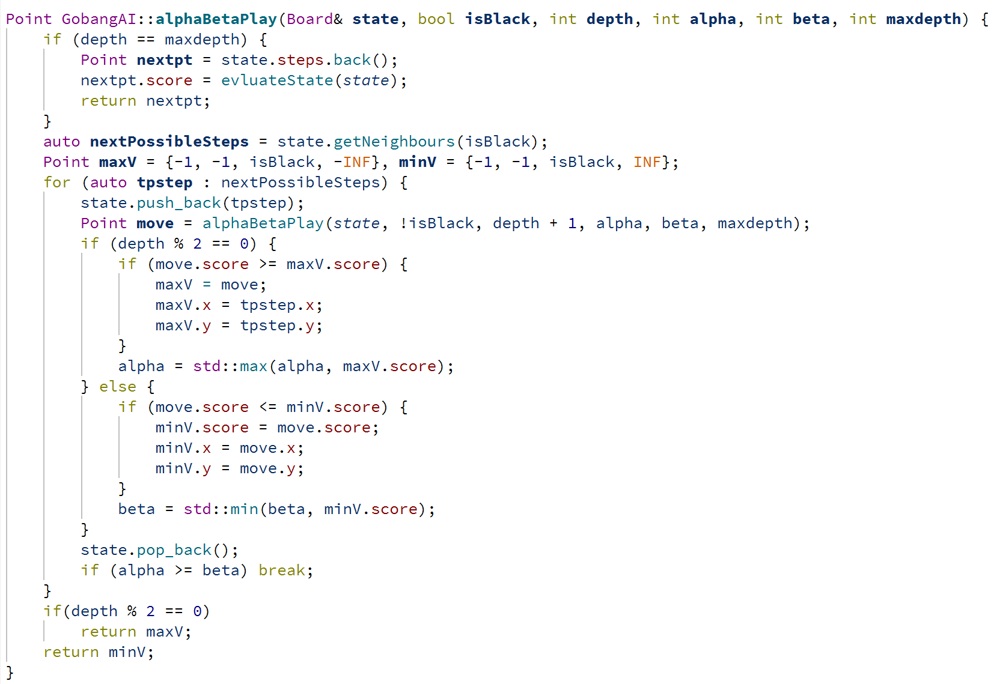 Point GobangAI::alphaBetaPlay(Board& state, bool isBlack, int depth, int alpha, int beta, int maxdepth) {
    if (depth == maxdepth) {
        Point nextpt = state.steps.back();
        nextpt.score = evluateState(state);
        return nextpt;
    }
    auto nextPossibleSteps = state.getNeighbours(isBlack);
    Point maxV = {-1, -1, isBlack, -INF}, minV = {-1, -1, isBlack, INF};
    for (auto tpstep : nextPossibleSteps) {
        state.push_back(tpstep);
        Point move = alphaBetaPlay(state, !isBlack, depth + 1, alpha, beta, maxdepth);
        if (depth % 2 == 0) {
            if (move.score >= maxV.score) {
                maxV = move;
                maxV.x = tpstep.x;
                maxV.y = tpstep.y;
            }
            alpha = std::max(alpha, maxV.score);
        } else {
            if (move.score <= minV.score) {
                minV.score = move.score;
                minV.x = move.x;
                minV.y = move.y;
            }
            beta = std::min(beta, minV.score);
        }
        state.pop_back();
        if (alpha >= beta) break;
    }
    if(depth % 2 == 0)
        return maxV;
    return minV;
}